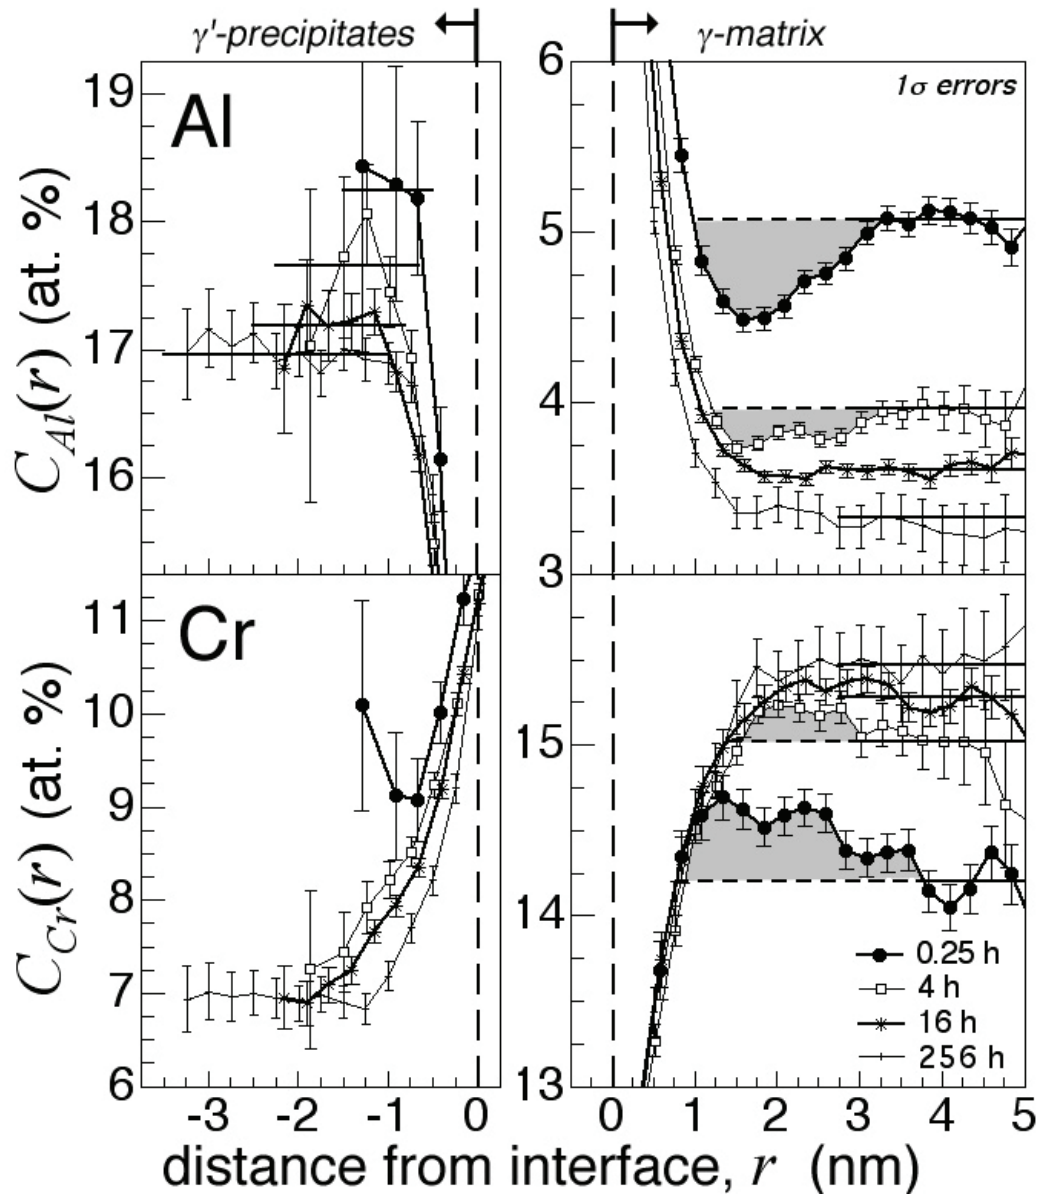 γ'-precipitates
γ-matrix
1σ errors
Al
C_Al(r) (at. %)
19
18
17
16
6
5
4
3
Cr
C_Cr(r) (at. %)
11
10
9
8
7
6
15
14
13
0.25 h
4 h
16 h
256 h
-3 -2 -1 0
0 1 2 3 4 5
distance from interface, r (nm)